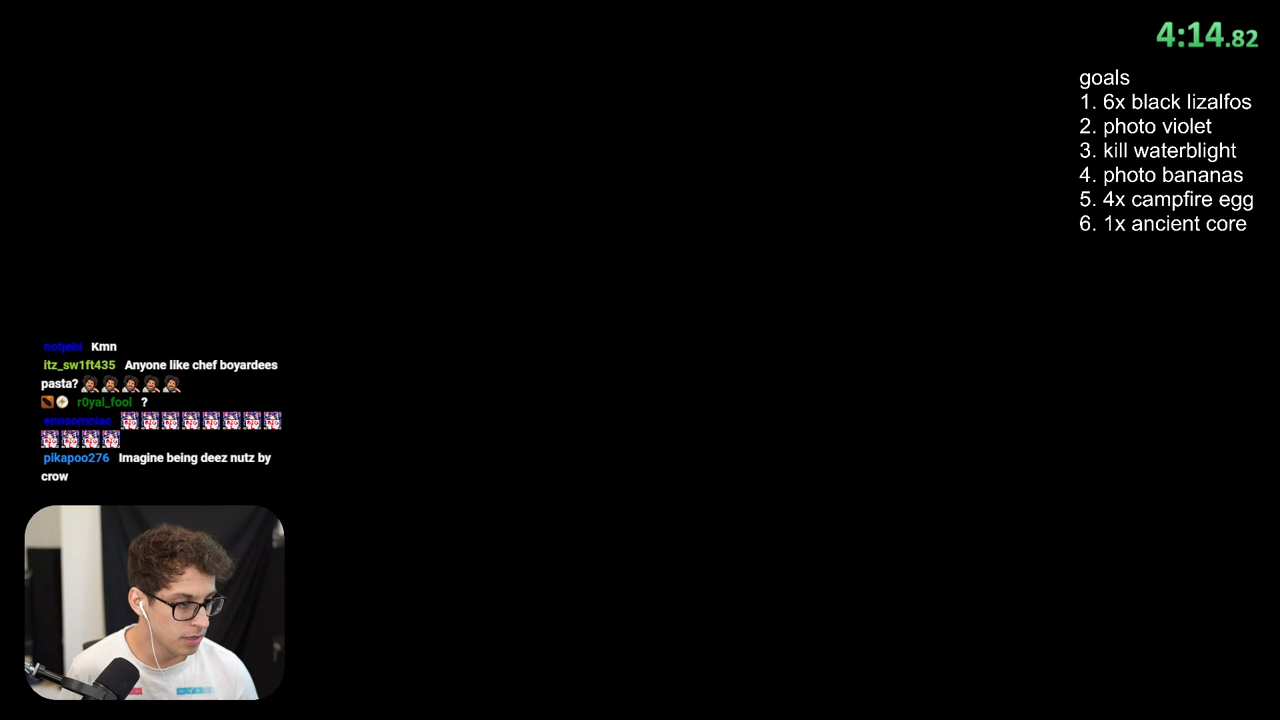 4:14.82
goals
1. 6x black lizalfos
2. photo violet
3. kill waterblight
4. photo bananas
5. 4x campfire egg
6. 1x ancient core
notjebi Kmn
itz_sw1ft435 Anyone like chef boyardees
pasta?
r0yal_fool ?
pikapoo276 Imagine being deez nutz by
crow